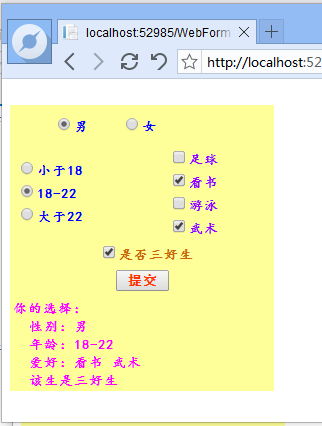 localhost:52985/WebForm
http://localhost:52
男 女
小于18
18-22
大于22
足球
看书
游泳
武术
是否三好生
提交
你的选择:
性别: 男
年龄: 18-22
爱好: 看书 武术
该生是三好生